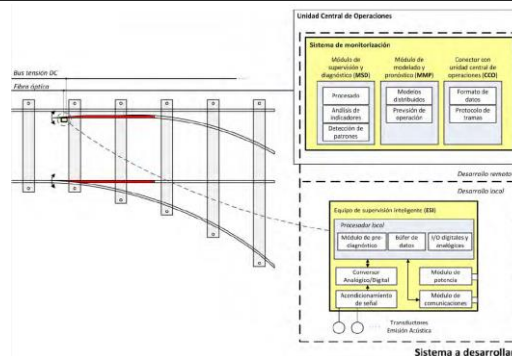 Unidad Central de Operaciones
Sistema de monitorización
Módulo de
supervisión y
diagnóstico (MSD)
Procesado
Análisis de
indicadores
Detección de
patrones
Módulo de
modelado y
pronóstico (MMP)
Modelos
distribuidos
Previsión de
operación
Conector con
unidad central de
operaciones (CCO)
Formato de
datos
Protocolo de
tramas
Bus tensión DC
Fibra óptica
Desarrollo remoto
Desarrollo local
Equipo de supervisión inteligente (ESI)
Procesador local
Módulo de pre-
diagnóstico
búfer de
datos
I/O digitales y
analógicas
Conversor
Analógico/Digital
Módulo de
potencia
Acondicionamiento
de señal
Módulo de
comunicaciones
Transductores
Emisión Acústica
Sistema a desarrollar